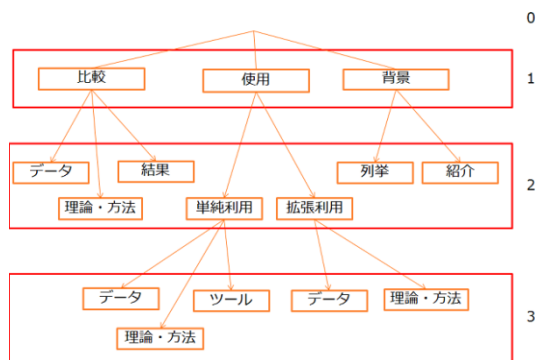 0
比較
使用
背景
1
データ
結果
列挙
紹介
2
理論・方法
単純利用
拡張利用
データ
ツール
データ
理論・方法
3
理論・方法